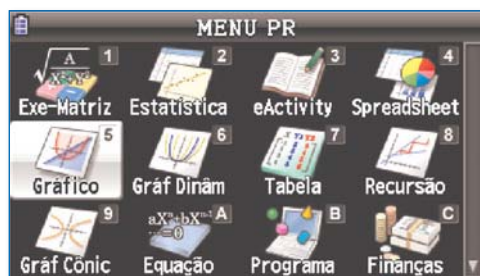 MENU PR
1 2 3 4
Exe-Matriz Estatística eActivity Spreadsheet
5 6 7 8
Gráfico Gráf Dinâm Tabela Recursão
9 A B C
Gráf Cônic Equação Programa Finanças